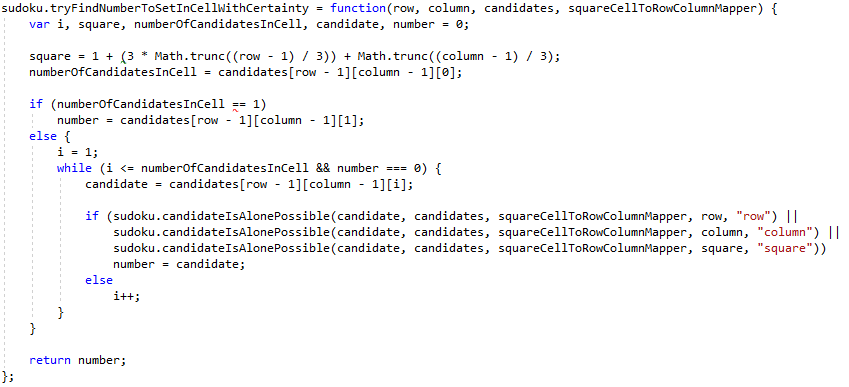 sudoku.tryFindNumberToSetInCellWithCertainty = function(row, column, candidates, squareCellToRowColumnMapper) {
    var i, square, numberOfCandidatesInCell, candidate, number = 0;

    square = 1 + (3 * Math.trunc((row - 1) / 3)) + Math.trunc((column - 1) / 3);
    numberOfCandidatesInCell = candidates[row - 1][column - 1][0];

    if (numberOfCandidatesInCell == 1)
        number = candidates[row - 1][column - 1][1];
    else {
        i = 1;
        while (i <= numberOfCandidatesInCell && number === 0) {
            candidate = candidates[row - 1][column - 1][i];

            if (sudoku.candidateIsAlonePossible(candidate, candidates, squareCellToRowColumnMapper, row, "row") ||
                sudoku.candidateIsAlonePossible(candidate, candidates, squareCellToRowColumnMapper, column, "column") ||
                sudoku.candidateIsAlonePossible(candidate, candidates, squareCellToRowColumnMapper, square, "square"))
                number = candidate;
            else
                i++;
        }
    }

    return number;
};